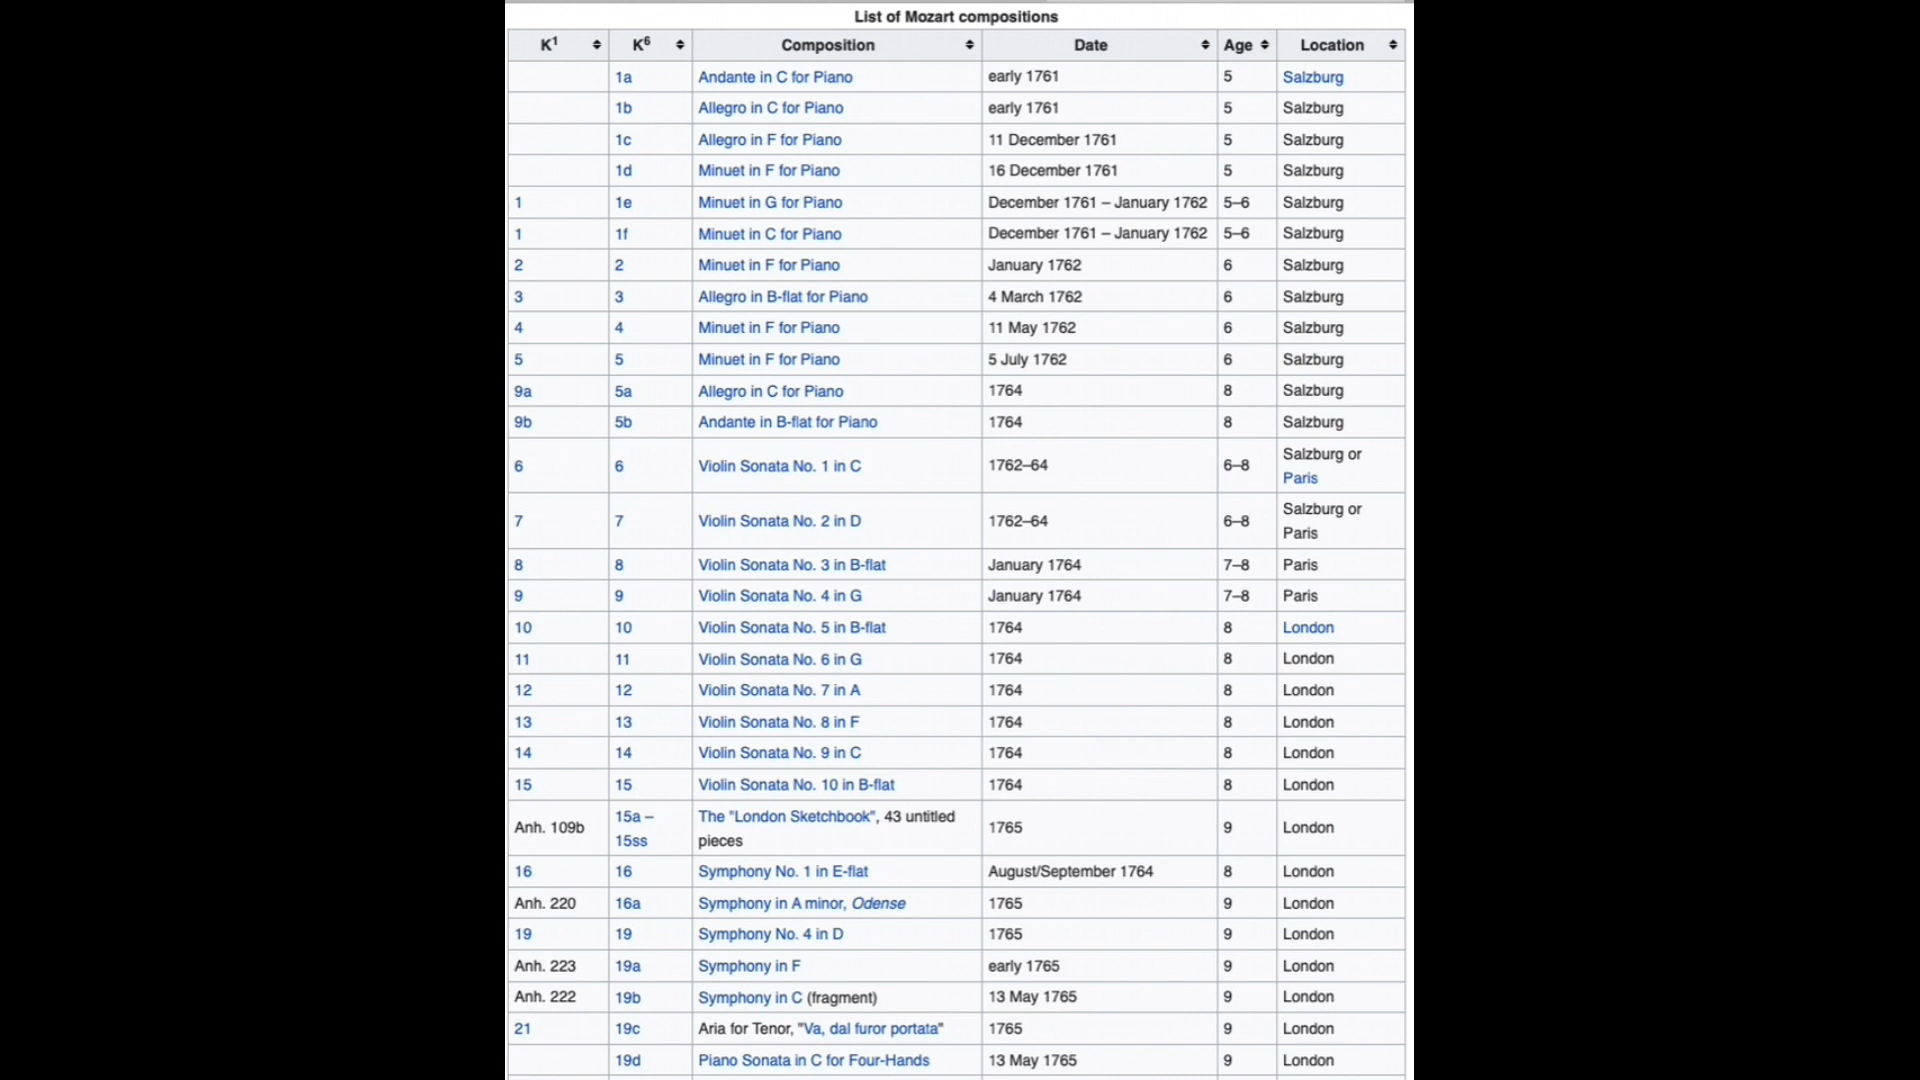 List of Mozart compositions
K1 K6 Composition Date Age Location
1a Andante in C for Piano early 1761 5 Salzburg
1b Allegro in C for Piano early 1761 5 Salzburg
1c Allegro in F for Piano 11 December 1761 5 Salzburg
1d Minuet in F for Piano 16 December 1761 5 Salzburg
1 1e Minuet in G for Piano December 1761 – January 1762 5–6 Salzburg
1 1f Minuet in C for Piano December 1761 – January 1762 5–6 Salzburg
2 2 Minuet in F for Piano January 1762 6 Salzburg
3 3 Allegro in B-flat for Piano 4 March 1762 6 Salzburg
4 4 Minuet in F for Piano 11 May 1762 6 Salzburg
5 5 Minuet in F for Piano 5 July 1762 6 Salzburg
9a 5a Allegro in C for Piano 1764 8 Salzburg
9b 5b Andante in B-flat for Piano 1764 8 Salzburg
6 6 Violin Sonata No. 1 in C 1762–64 6–8 Salzburg or
Paris
7 7 Violin Sonata No. 2 in D 1762–64 6–8 Salzburg or
Paris
8 8 Violin Sonata No. 3 in B-flat January 1764 7–8 Paris
9 9 Violin Sonata No. 4 in G January 1764 7–8 Paris
10 10 Violin Sonata No. 5 in B-flat 1764 8 London
11 11 Violin Sonata No. 6 in G 1764 8 London
12 12 Violin Sonata No. 7 in A 1764 8 London
13 13 Violin Sonata No. 8 in F 1764 8 London
14 14 Violin Sonata No. 9 in C 1764 8 London
15 15 Violin Sonata No. 10 in B-flat 1764 8 London
Anh. 109b 15a – The "London Sketchbook", 43 untitled 1765 9 London
15ss pieces
16 16 Symphony No. 1 in E-flat August/September 1764 8 London
Anh. 220 16a Symphony in A minor, Odense 1765 9 London
19 19 Symphony No. 4 in D 1765 9 London
Anh. 223 19a Symphony in F early 1765 9 London
Anh. 222 19b Symphony in C (fragment) 13 May 1765 9 London
21 19c Aria for Tenor, "Va, dal furor portata" 1765 9 London
19d Piano Sonata in C for Four-Hands 13 May 1765 9 London